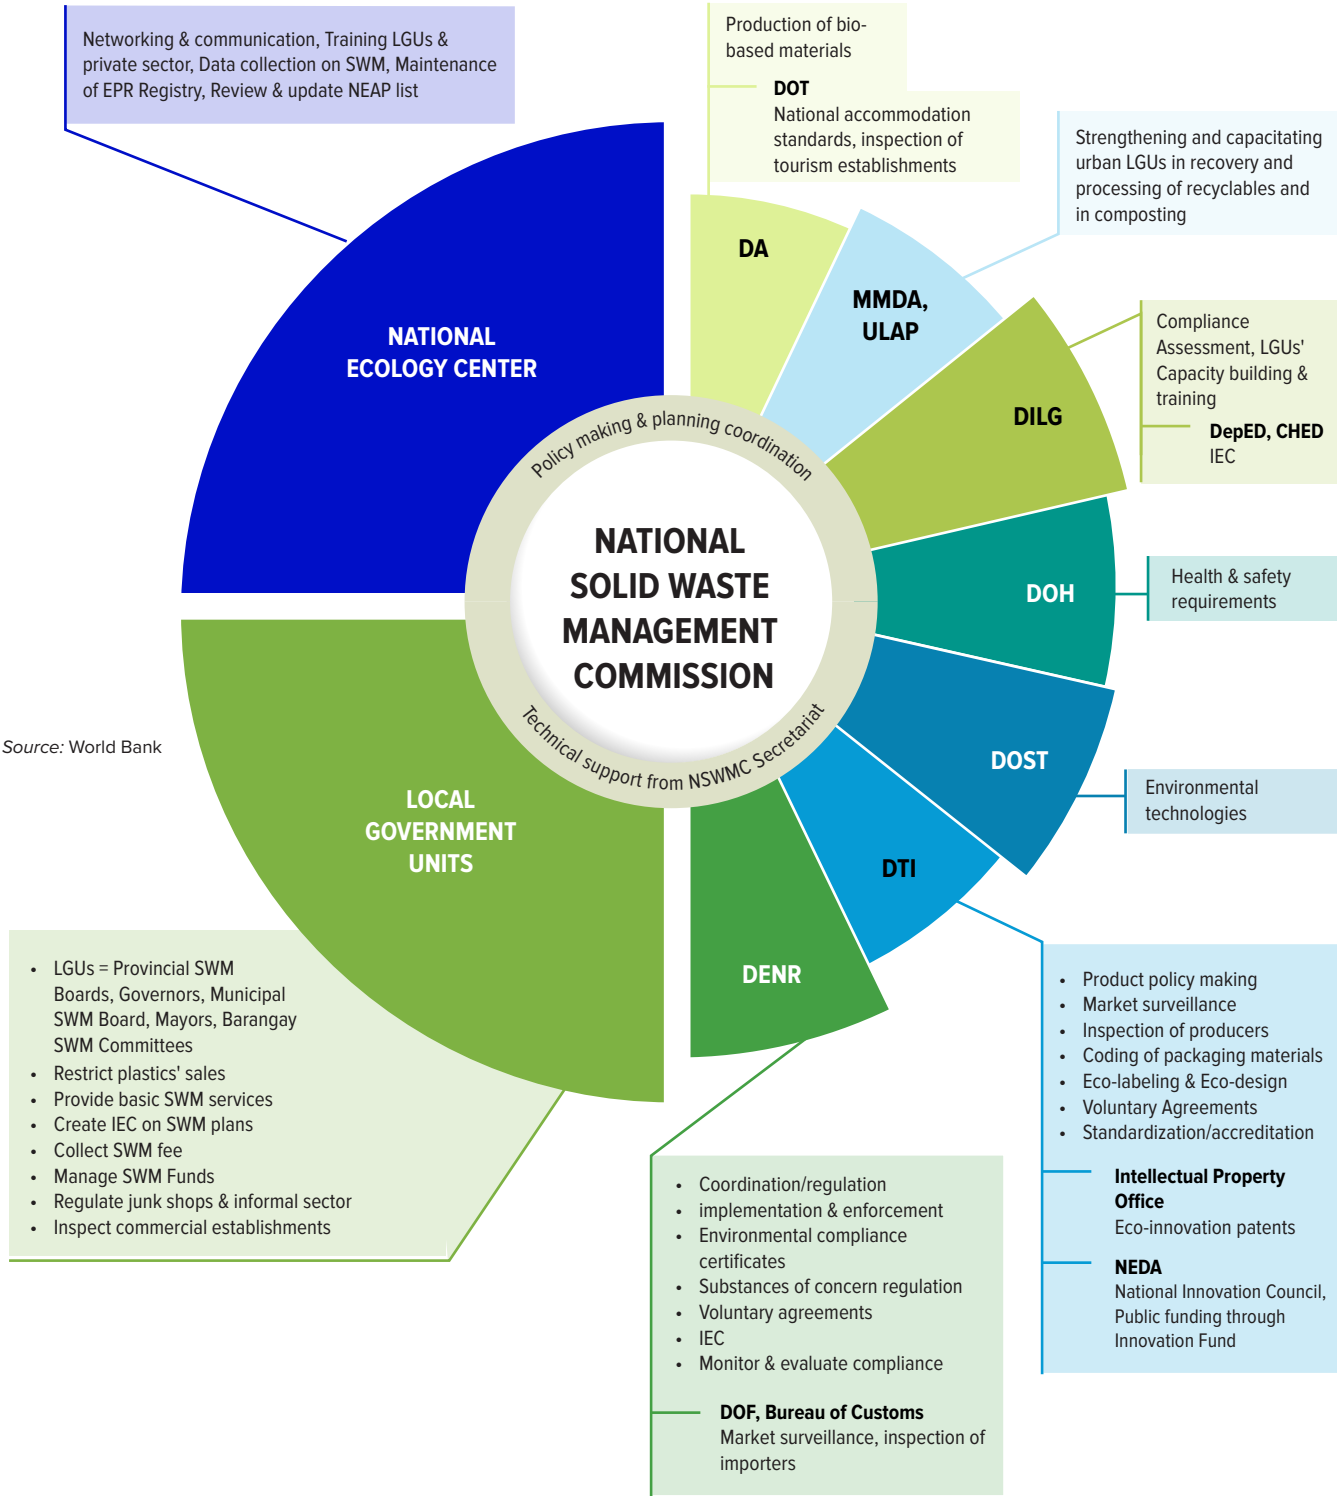 Networking & communication, Training LGUs &
private sector, Data collection on SWM, Maintenance
of EPR Registry, Review & update NEAP list
Production of bio-
based materials
DOT
National accommodation
standards, inspection of
tourism establishments
Strengthening and capacitating
urban LGUs in recovery and
processing of recyclables and
in composting
DA
MMDA,
ULAP
NATIONAL
ECOLOGY CENTER
Compliance
Assessment, LGUs'
Capacity building &
training
DepED, CHED
IEC
DILG
Policy making & planning coordination
NATIONAL
SOLID WASTE
MANAGEMENT
COMMISSION
Technical support from NSWMC Secretariat
DOH
Health & safety
requirements
DOST
Environmental
technologies
Source: World Bank
LOCAL
GOVERNMENT
UNITS
DTI
DENR
• LGUs = Provincial SWM
Boards, Governors, Municipal
SWM Board, Mayors, Barangay
SWM Committees
• Restrict plastics' sales
• Provide basic SWM services
• Create IEC on SWM plans
• Collect SWM fee
• Manage SWM Funds
• Regulate junk shops & informal sector
• Inspect commercial establishments
• Product policy making
• Market surveillance
• Inspection of producers
• Coding of packaging materials
• Eco-labeling & Eco-design
• Voluntary Agreements
• Standardization/accreditation
Intellectual Property
Office
Eco-innovation patents
NEDA
National Innovation Council,
Public funding through
Innovation Fund
• Coordination/regulation
• implementation & enforcement
• Environmental compliance
certificates
• Substances of concern regulation
• Voluntary agreements
• IEC
• Monitor & evaluate compliance
DOF, Bureau of Customs
Market surveillance, inspection of
importers